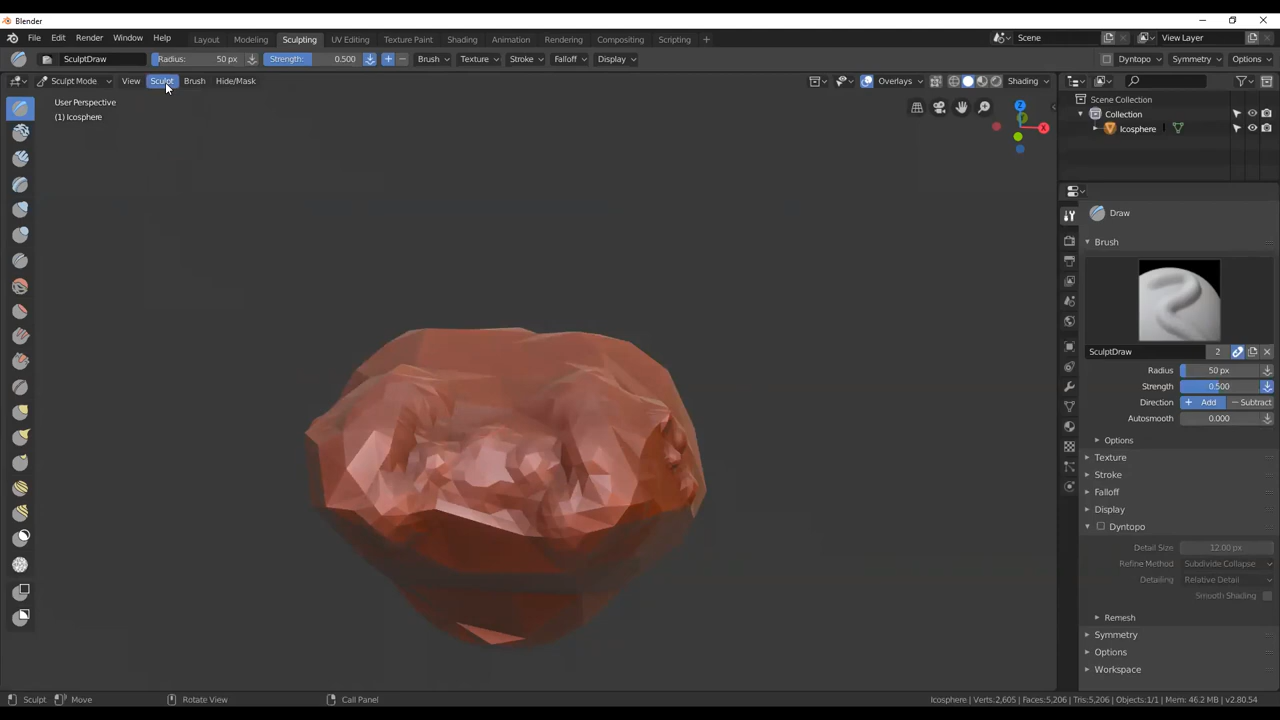 Blender
File Edit Render Window Help Layout Modeling Sculpting UV Editing Texture Paint Shading Animation Rendering Compositing Scripting + Scene View Layer
SculptDraw Radius: 50 px Strength: 0.500 Brush Texture Stroke Falloff Display Dyntopo Symmetry Options
Sculpt Mode View Sculpt Brush Hide/Mask Overlays Shading
User Perspective
(1) Icosphere
Z
X
Y
Scene Collection
Collection
Icosphere
Draw
Brush
SculptDraw 2
Radius 50 px
Strength 0.500
Direction + Add − Subtract
Autosmooth 0.000
Options
Texture
Stroke
Falloff
Display
Dyntopo
Detail Size 12.00 px
Refine Method Subdivide Collapse
Detailing Relative Detail
Smooth Shading
Remesh
Symmetry
Options
Workspace
Sculpt Move Rotate View Call Panel Icosphere | Verts:2,605 | Faces:5,206 | Tris:5,206 | Objects:1/1 | Mem: 46.2 MB | v2.80.54